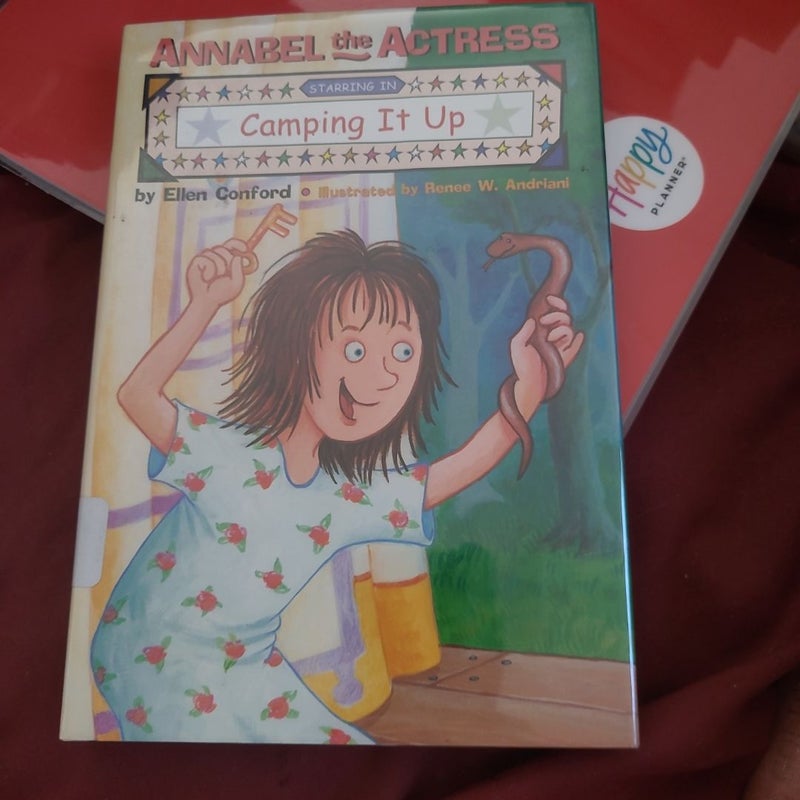 ANNABEL the ACTRESS
STARRING IN
Camping It Up
by Ellen Conford • Illustrated by Renee W. Andriani
Happy
PLANNER®